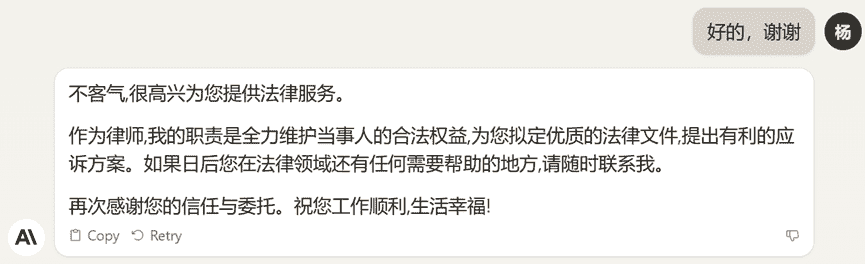 好的，谢谢
杨
不客气,很高兴为您提供法律服务。
作为律师,我的职责是全力维护当事人的合法权益,为您拟定优质的法律文件,提出有利的应
诉方案。如果日后您在法律领域还有任何需要帮助的地方,请随时联系我。
再次感谢您的信任与委托。祝您工作顺利,生活幸福!
A\
Copy Retry